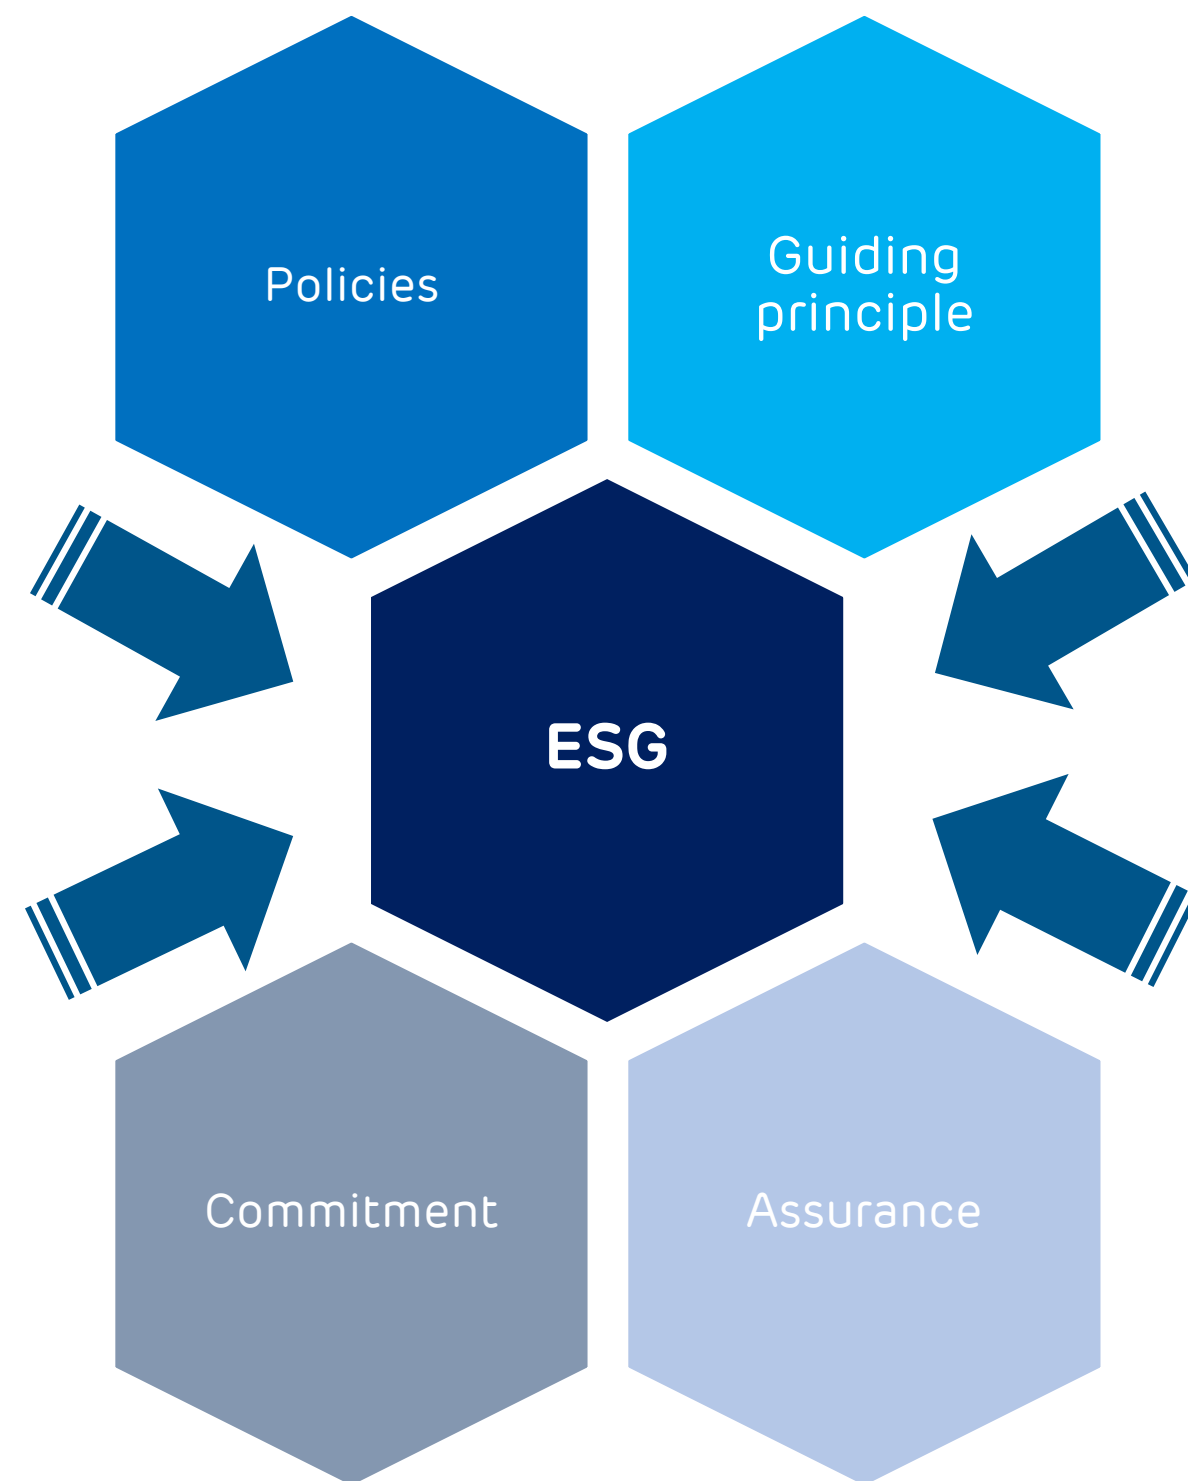 Policies
Guiding
principle
ESG
Commitment
Assurance